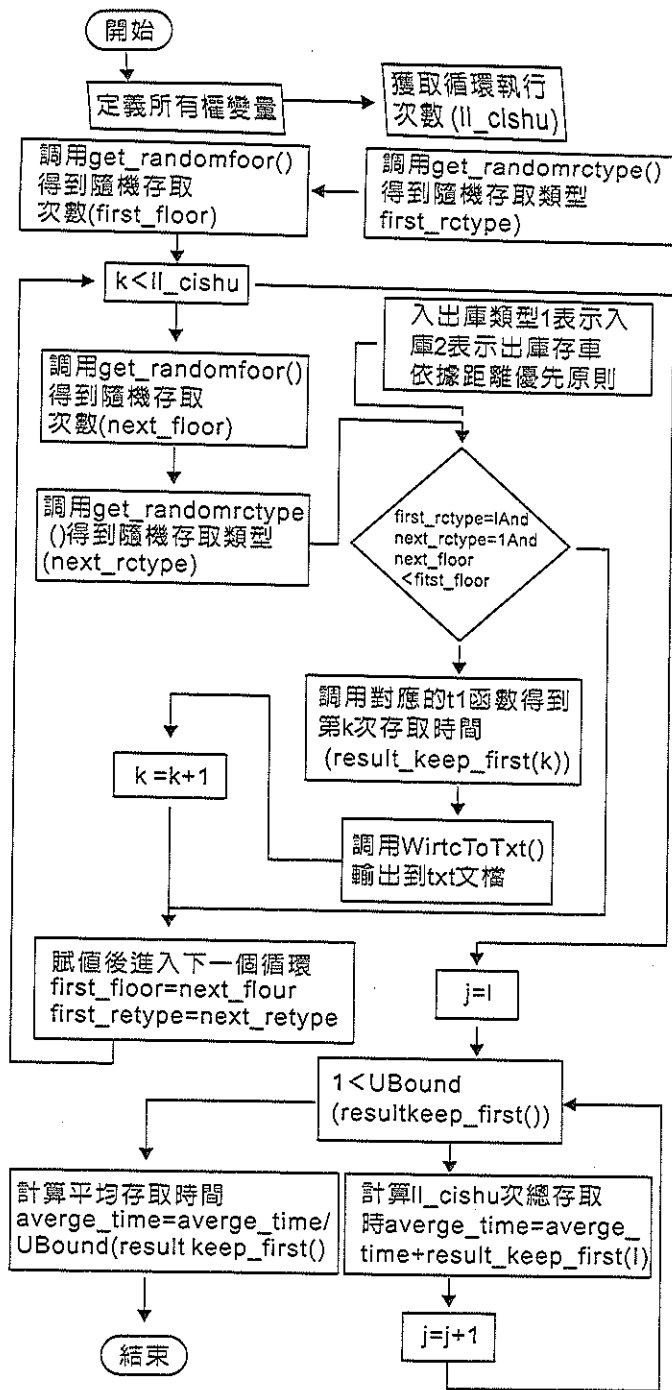 開始
定義所有權變量
獲取循環執行
次數(ll_cishu)
調用get_randomfoor()
得到隨機存取
次數(first_floor)
調用get_randomrctype()
得到隨機存取類型
first_rctype)
k<ll_cishu
入出庫類型1表示入
庫2表示出庫存車
依據距離優先原則
調用get_randomfoor()
得到隨機存取
次數(next_floor)
調用get_randomrctype
()得到隨機存取類型
(next_rctype)
first_rctype=lAnd
next_rctype=1And
next_floor
<fitst_floor
調用對應的t1函數得到
第k次存取時間
(result_keep_first(k))
k=k+1
調用WirtcToTxt()
輸出到txt文檔
賦值後進入下一個循環
first_floor=next_flour
first_retype=next_retype
j=l
1<UBound
(resultkeep_first())
計算平均存取時間
averge_time=averge_time/
UBound(result keep_first()
計算ll_cishu次總存取
時averge_time=averge_
time+result_keep_first(l)
j=j+1
結束